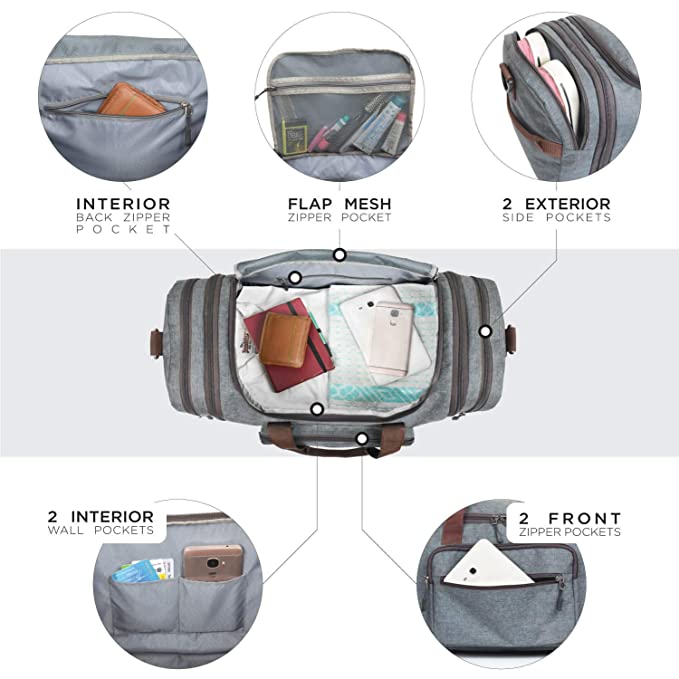 INTERIOR
BACK ZIPPER
POCKET
FLAP MESH
ZIPPER POCKET
2 EXTERIOR
SIDE POCKETS
2 INTERIOR
WALL POCKETS
2 FRONT
ZIPPER POCKETS